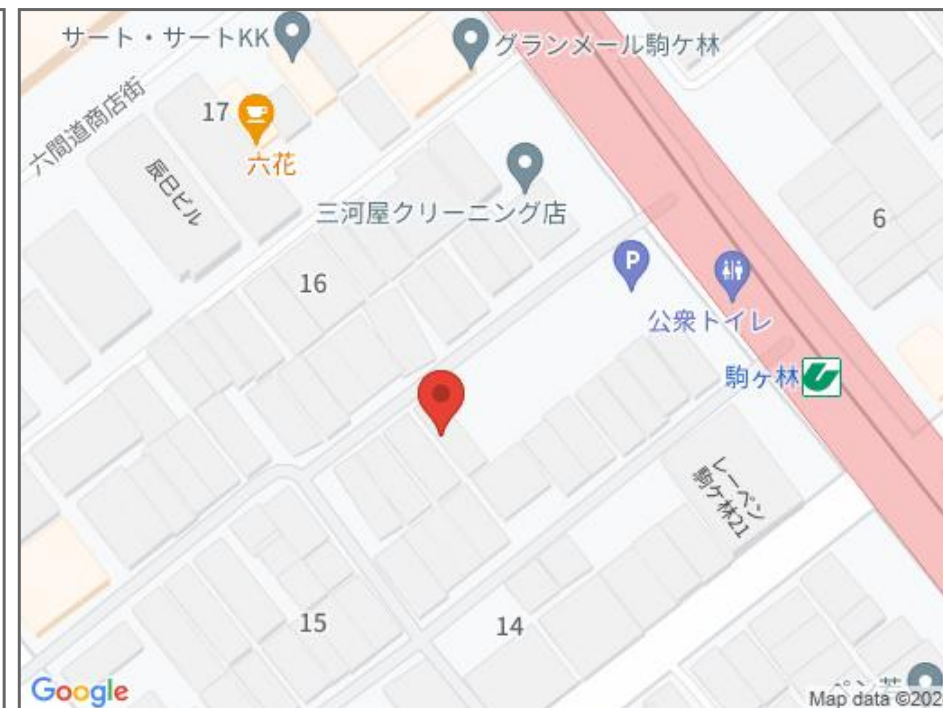 サート・サートKK
グランメール駒ケ林
六間道商店街
17
六花
辰巳ビル
三河屋クリーニング店
6
16
P
公衆トイレ
駒ヶ林
レーベン
駒ケ林21
15
14
Google
Map data ©202